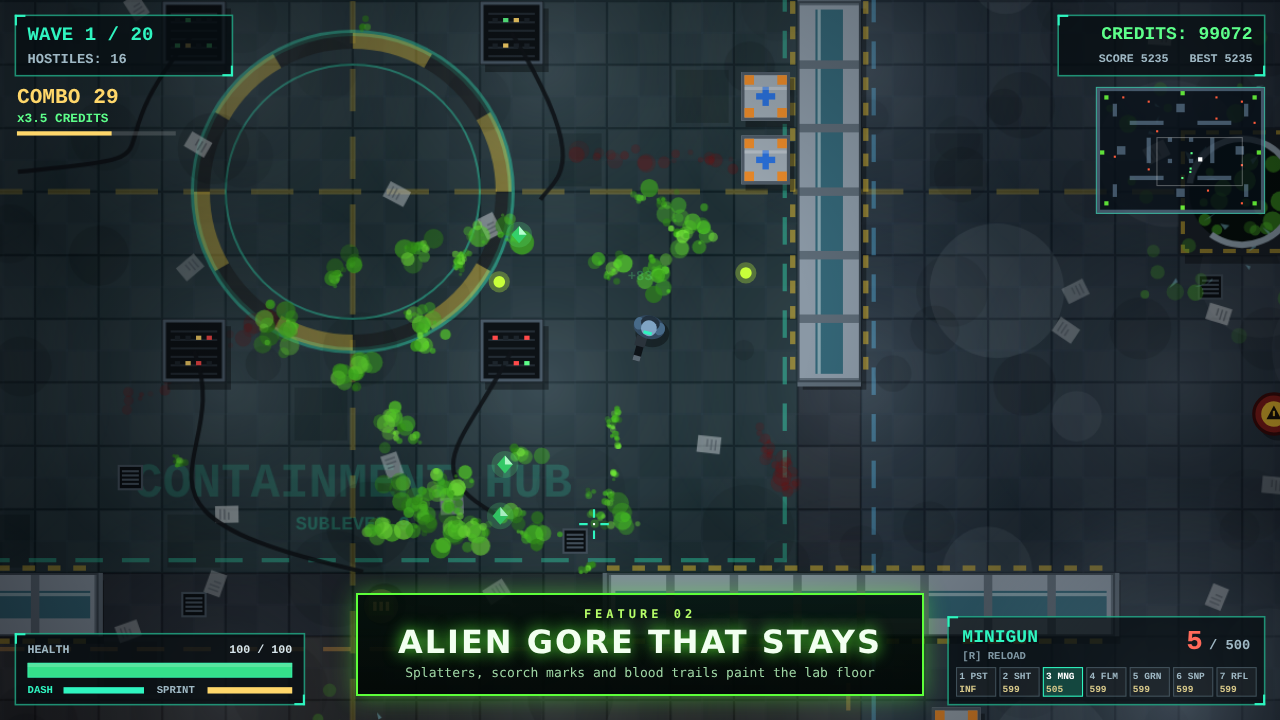 WAVE 1 / 20
HOSTILES: 16
COMBO 29
x3.5 CREDITS
CREDITS: 99072
SCORE 5235 BEST 5235
CONTAINMENT HUB
FEATURE 02
ALIEN GORE THAT STAYS
Splatters, scorch marks and blood trails paint the lab floor
HEALTH 100 / 100
DASH SPRINT
MINIGUN 5 / 500
[R] RELOAD
1 PST 2 SHT 3 MNG 4 FLM 5 GRN 6 SNP 7 RFL
INF 599 505 599 599 599 599